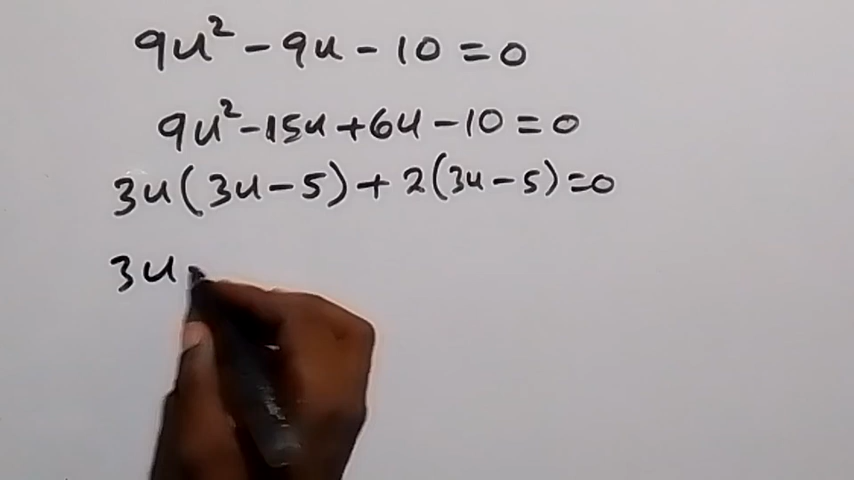 9u² - 9u - 10 = 0
9u² - 15u + 6u - 10 = 0
3u(3u - 5) + 2(3u - 5) = 0
3u